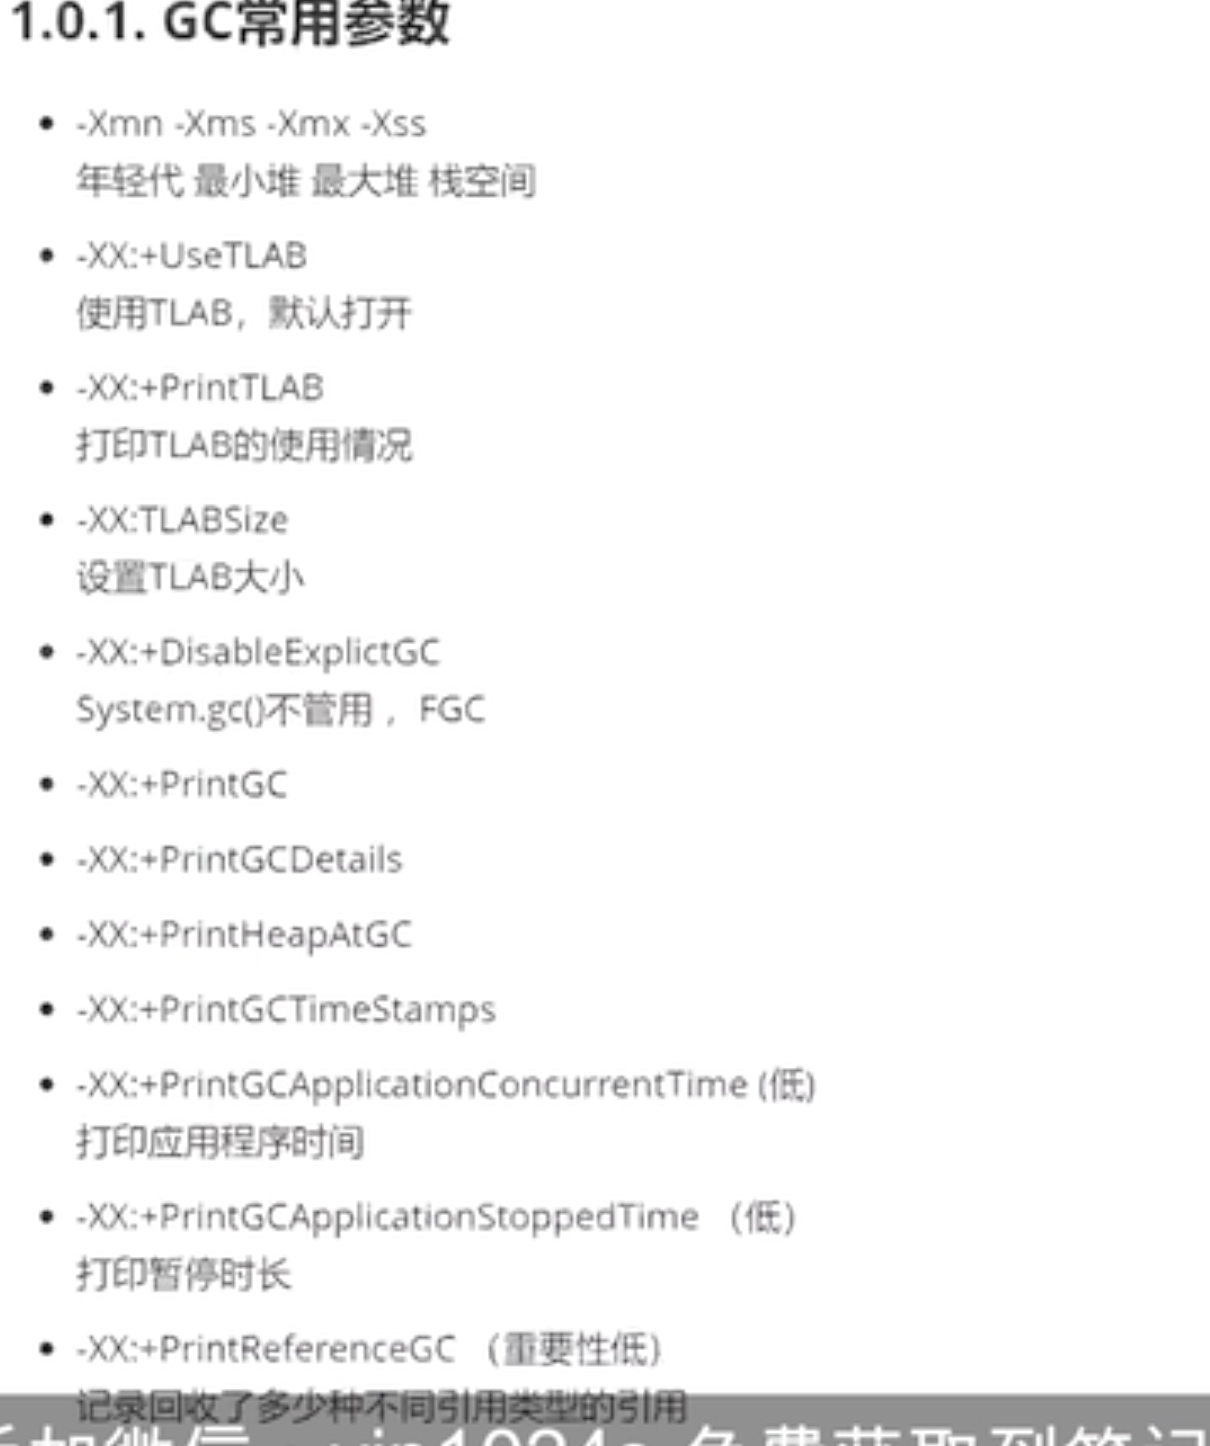 1.0.1. GC常用参数
-Xmn -Xms -Xmx -Xss
年轻代 最小堆 最大堆 栈空间
-XX:+UseTLAB
使用TLAB，默认打开
-XX:+PrintTLAB
打印TLAB的使用情况
-XX:TLABSize
设置TLAB大小
-XX:+DisableExplictGC
System.gc()不管用 ，FGC
-XX:+PrintGC
-XX:+PrintGCDetails
-XX:+PrintHeapAtGC
-XX:+PrintGCTimeStamps
-XX:+PrintGCApplicationConcurrentTime (低)
打印应用程序时间
-XX:+PrintGCApplicationStoppedTime （低）
打印暂停时长
-XX:+PrintReferenceGC （重要性低）
记录回收了多少种不同引用类型的引用